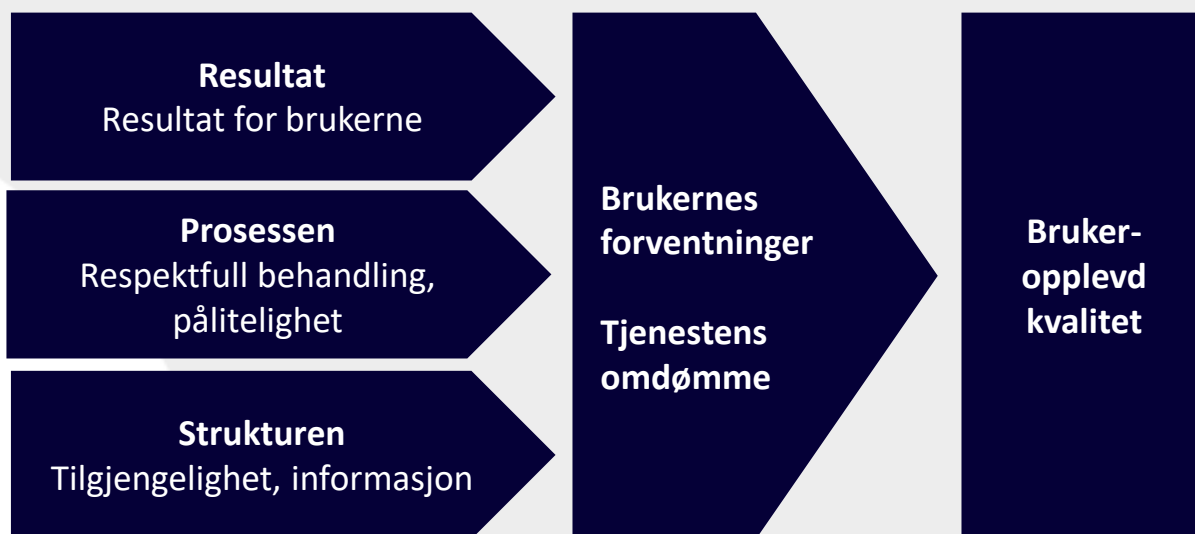 Resultat
Resultat for brukerne
Prosessen
Respektfull behandling,
pålitelighet
Strukturen
Tilgjengelighet, informasjon
Brukernes
forventninger
Tjenestens
omdømme
Bruker-
opplevd
kvalitet